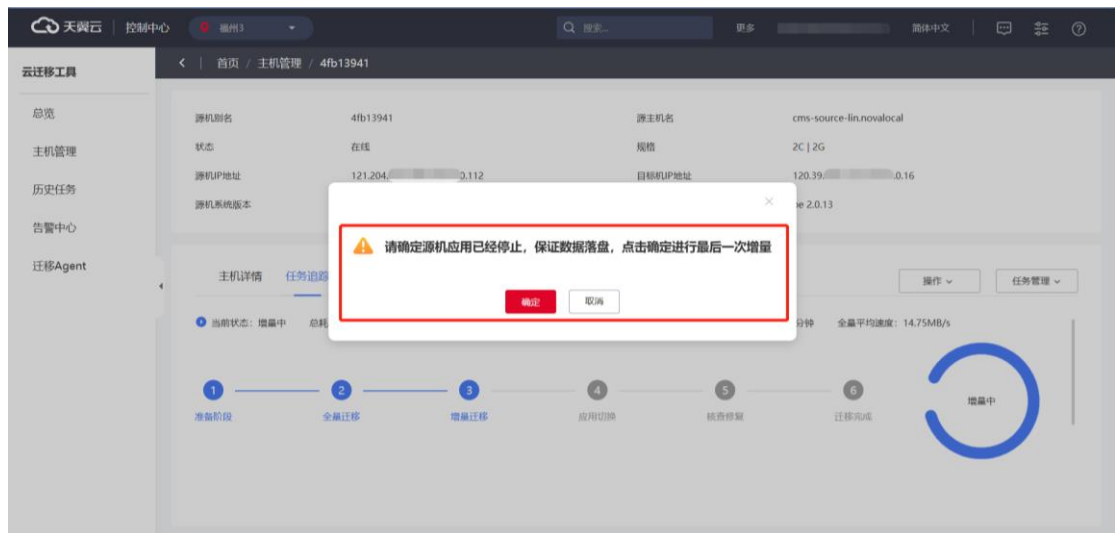 天翼云 | 控制中心 福州3 搜索... 更多 简体中文
云迁移工具
首页 / 主机管理 / 4fb13941
总览
主机管理
历史任务
告警中心
迁移Agent
源机别名 4fb13941 源主机名 cms-source-lin.novalocal
状态 在线 规格 2C | 2G
源机IP地址 121.204. 0.112 目标机IP地址 120.39. .0.16
源机系统版本 2.0.13
请确定源机应用已经停止，保证数据落盘，点击确定进行最后一次增量
确定 取消
主机详情 任务追踪 操作 任务管理
当前状态：增量中 总耗 分钟 全量平均速度：14.75MB/s
1 2 3 4 5 6
准备阶段 全量迁移 增量迁移 应用切换 核查修复 迁移完成
增量中